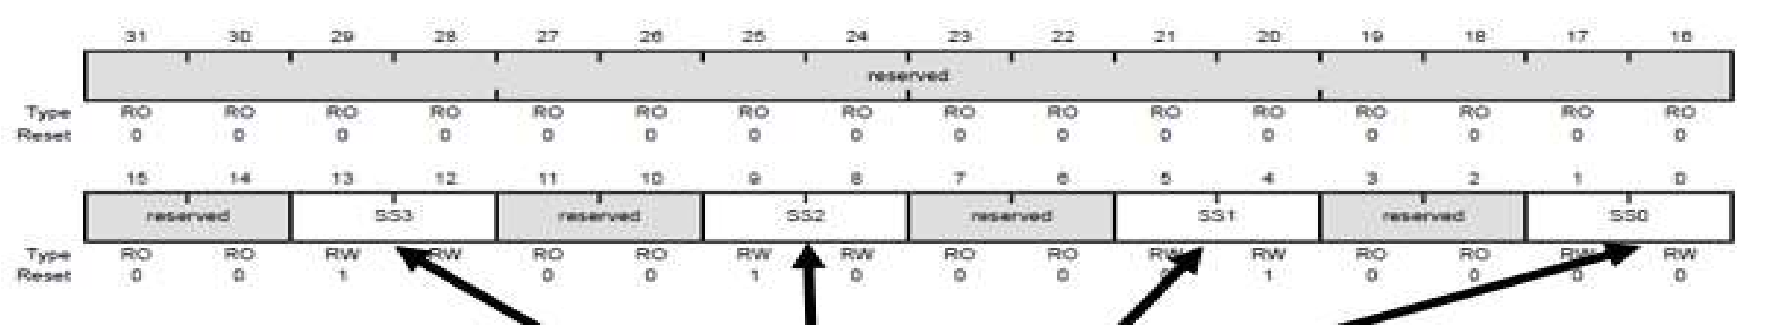 31 30 29 28 27 26 25 24 23 22 21 20 19 18 17 16
reserved
Type RO RO RO RO RO RO RO RO RO RO RO RO RO RO RO RO
Reset 0 0 0 0 0 0 0 0 0 0 0 0 0 0 0 0
15 14 13 12 11 10 9 8 7 6 5 4 3 2 1 0
reserved SS3 reserved SS2 reserved SS1 reserved SS0
Type RO RO RW RW RO RO RW RW RO RO RW RW RO RO RW RW
Reset 0 0 1 0 0 1 0 0 0 0 1 0 0 0 0